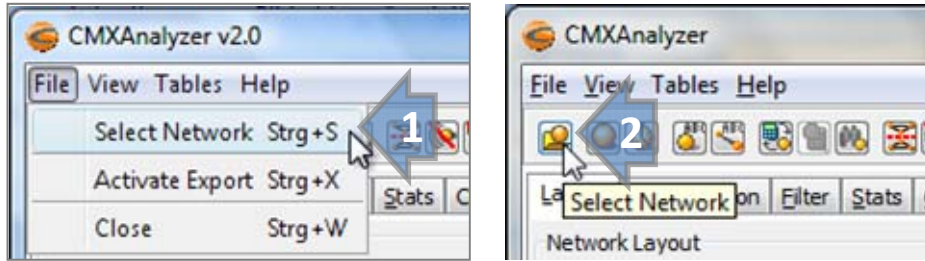 CMXAnalyzer v2.0
File View Tables Help
Select Network Strg+S
1
Activate Export Strg+X
Stats
Close Strg+W
CMXAnalyzer
File View Tables Help
2
Select Network
Filter Stats
Network Layout